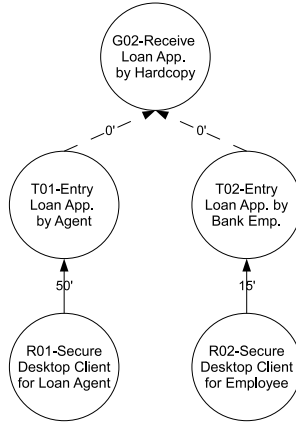 G02-Receive
Loan App.
by Hardcopy
0'
0'
T01-Entry
Loan App.
by Agent
T02-Entry
Loan App. by
Bank Emp.
50'
15'
R01-Secure
Desktop Client
for Loan Agent
R02-Secure
Desktop Client
for Employee